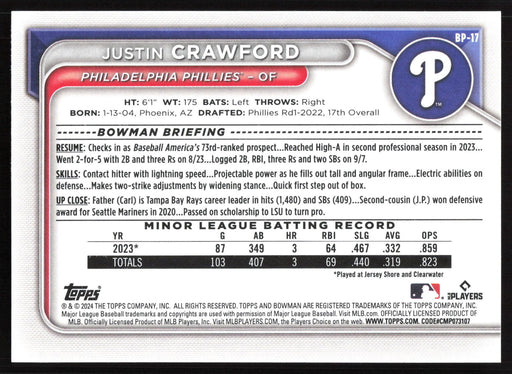 BP-17
JUSTIN CRAWFORD
PHILADELPHIA PHILLIES™ - OF
P
HT: 6'1" WT: 175 BATS: Left THROWS: Right
BORN: 1-13-04, Phoenix, AZ DRAFTED: Phillies Rd1-2022, 17th Overall
BOWMAN BRIEFING
RESUME: Checks in as Baseball America's 73rd-ranked prospect...Reached High-A in second professional season in 2023...
Went 2-for-5 with 2B and three Rs on 8/23...Logged 2B, RBI, three Rs and two SBs on 9/7.
SKILLS: Contact hitter with lightning speed...Projectable power as he fills out tall and angular frame...Electric abilities on
defense...Makes two-strike adjustments by widening stance...Quick first step out of box.
UP CLOSE: Father (Carl) is Tampa Bay Rays career leader in hits (1,480) and SBs (409)...Second-cousin (J.P.) won defensive
award for Seattle Mariners in 2020...Passed on scholarship to LSU to turn pro.
MINOR LEAGUE BATTING RECORD
YR G AB HR RBI SLG AVG OPS
2023* 87 349 3 64 .467 .332 .859
TOTALS 103 407 3 69 .440 .319 .823
*Played at Jersey Shore and Clearwater
Topps
PLAYERS
® & © 2024 THE TOPPS COMPANY, INC. ALL RIGHTS RESERVED. TOPPS AND BOWMAN ARE REGISTERED TRADEMARKS OF THE TOPPS COMPANY, INC.
Major League Baseball trademarks and copyrights are used with permission of Major League Baseball. Visit MLB.com. OFFICIALLY LICENSED PRODUCT OF
MLB. Officially Licensed Product of MLB Players, Inc. Visit MLBPLAYERS.com, the Players Choice on the web. WWW.TOPPS.COM. CODE#CMP073107